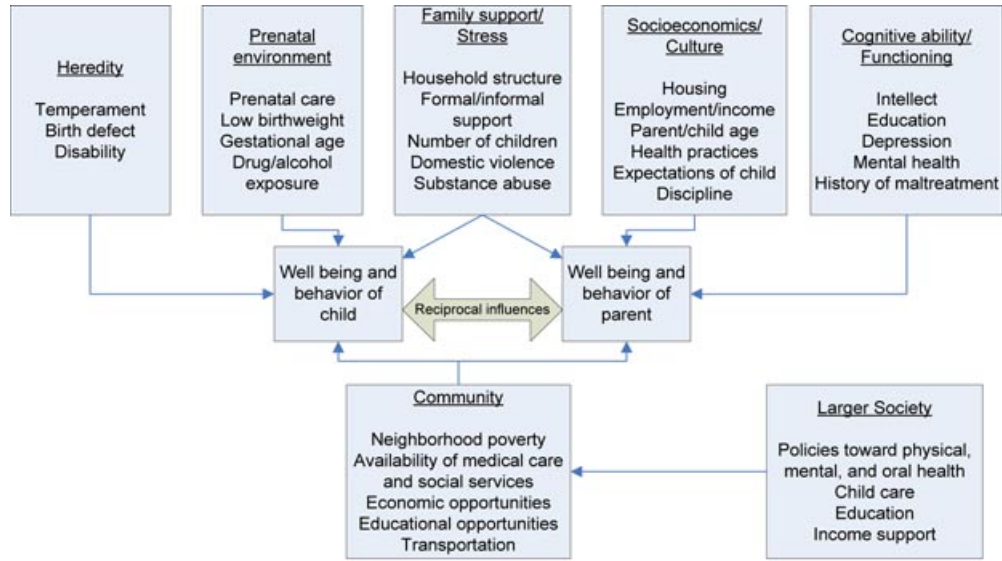 Heredity
Temperament
Birth defect
Disability
Prenatal
environment
Prenatal care
Low birthweight
Gestational age
Drug/alcohol
exposure
Family support/
Stress
Household structure
Formal/informal
support
Number of children
Domestic violence
Substance abuse
Socioeconomics/
Culture
Housing
Employment/income
Parent/child age
Health practices
Expectations of child
Discipline
Cognitive ability/
Functioning
Intellect
Education
Depression
Mental health
History of maltreatment
Well being and
behavior of
child
Reciprocal influences
Well being and
behavior of
parent
Community
Neighborhood poverty
Availability of medical care
and social services
Economic opportunities
Educational opportunities
Transportation
Larger Society
Policies toward physical,
mental, and oral health
Child care
Education
Income support